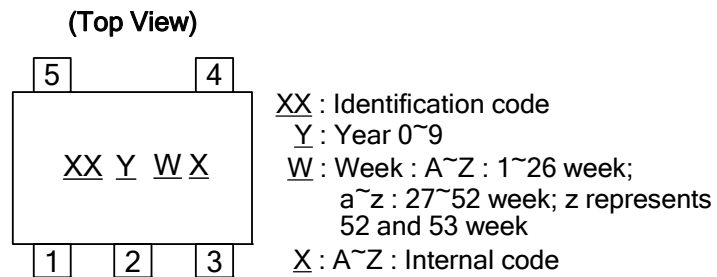 (Top View)
5 4
XX Y W X
1 2 3
XX : Identification code
Y : Year 0~9
W : Week : A~Z : 1~26 week;
a~z : 27~52 week; z represents
52 and 53 week
X : A~Z : Internal code